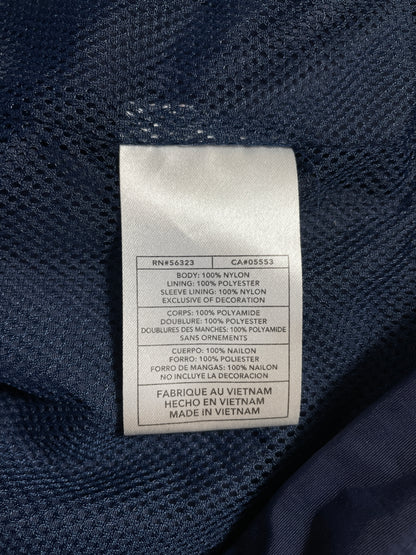 RN#56323 CA#05553
BODY: 100% NYLON
LINING: 100% POLYESTER
SLEEVE LINING: 100% NYLON
EXCLUSIVE OF DECORATION
CORPS: 100% POLYAMIDE
DOUBLURE: 100% POLYESTER
DOUBLURES DES MANCHES: 100% POLYAMIDE
SANS ORNEMENTS
CUERPO: 100% NAILON
FORRO: 100% POLIESTER
FORRO DE MANGAS: 100% NAILON
NO INCLUYE LA DECORACION
FABRIQUE AU VIETNAM
HECHO EN VIETNAM
MADE IN VIETNAM